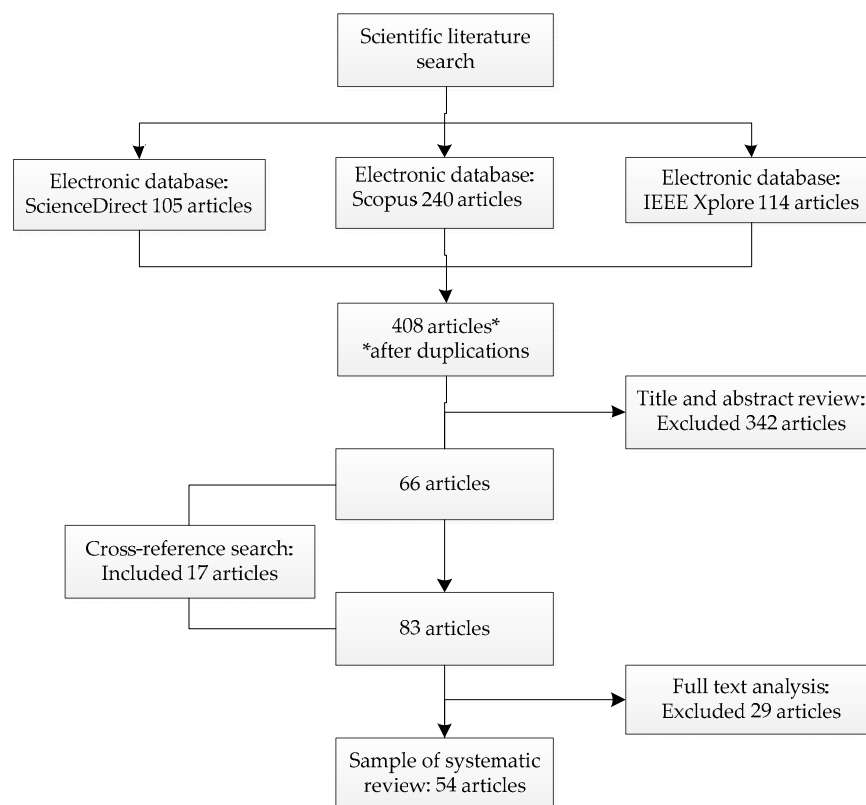 Scientific literature
search
Electronic database:
ScienceDirect 105 articles
Electronic database:
Scopus 240 articles
Electronic database:
IEEE Xplore 114 articles
408 articles*
*after duplications
Title and abstract review:
Excluded 342 articles
66 articles
Cross-reference search:
Included 17 articles
83 articles
Full text analysis:
Excluded 29 articles
Sample of systematic
review: 54 articles